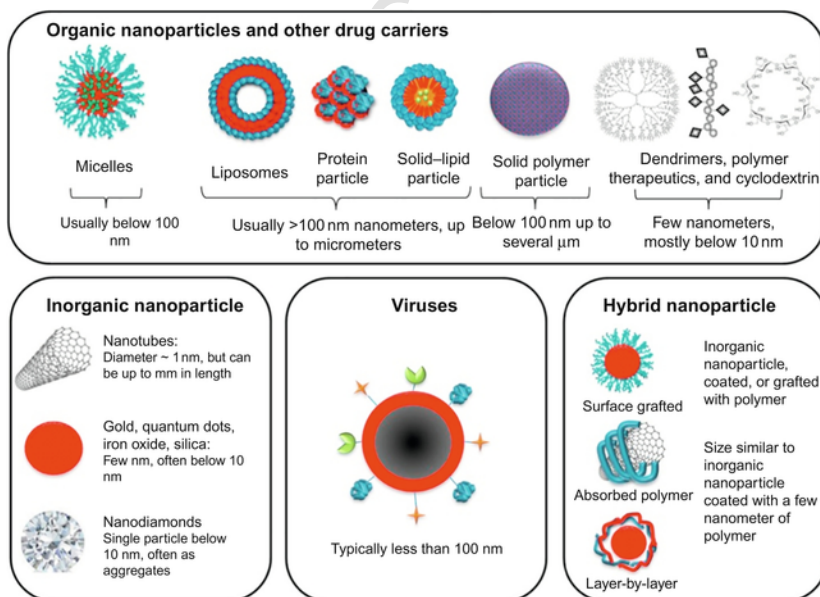 Organic nanoparticles and other drug carriers
Micelles
Liposomes
Protein
particle
Solid–lipid
particle
Solid polymer
particle
Dendrimers, polymer
therapeutics, and cyclodextrin
Usually below 100
nm
Usually >100 nm nanometers, up
to micrometers
Below 100 nm up to
several μm
Few nanometers,
mostly below 10 nm
Inorganic nanoparticle
Nanotubes:
Diameter ~ 1 nm, but can
be up to mm in length
Gold, quantum dots,
iron oxide, silica:
Few nm, often below 10
nm
Nanodiamonds
Single particle below
10 nm, often as
aggregates
Viruses
Typically less than 100 nm
Hybrid nanoparticle
Surface grafted
Inorganic
nanoparticle,
coated, or grafted
with polymer
Absorbed polymer
Size similar to
inorganic
nanoparticle
coated with a few
nanometer of
polymer
Layer-by-layer